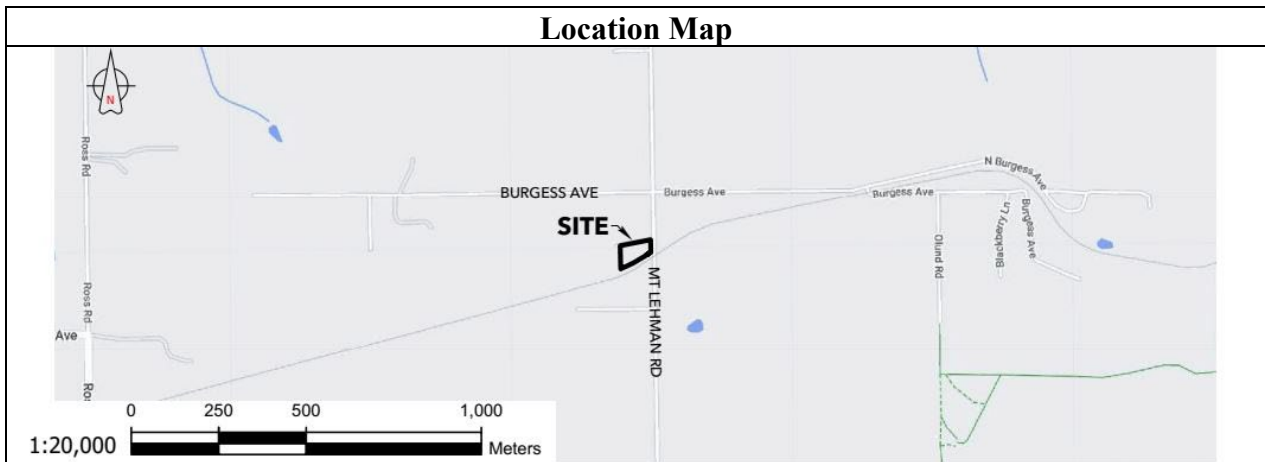 Location Map
N
Ross Rd
N Burgess Ave
BURGESS AVE
Burgess Ave
Burgess Ave
SITE
Blackberry Ln
Burgess Ave
Olund Rd
MT LEHMAN RD
Ross Rd
Ave
Ros
0 250 500 1,000
1:20,000
Meters